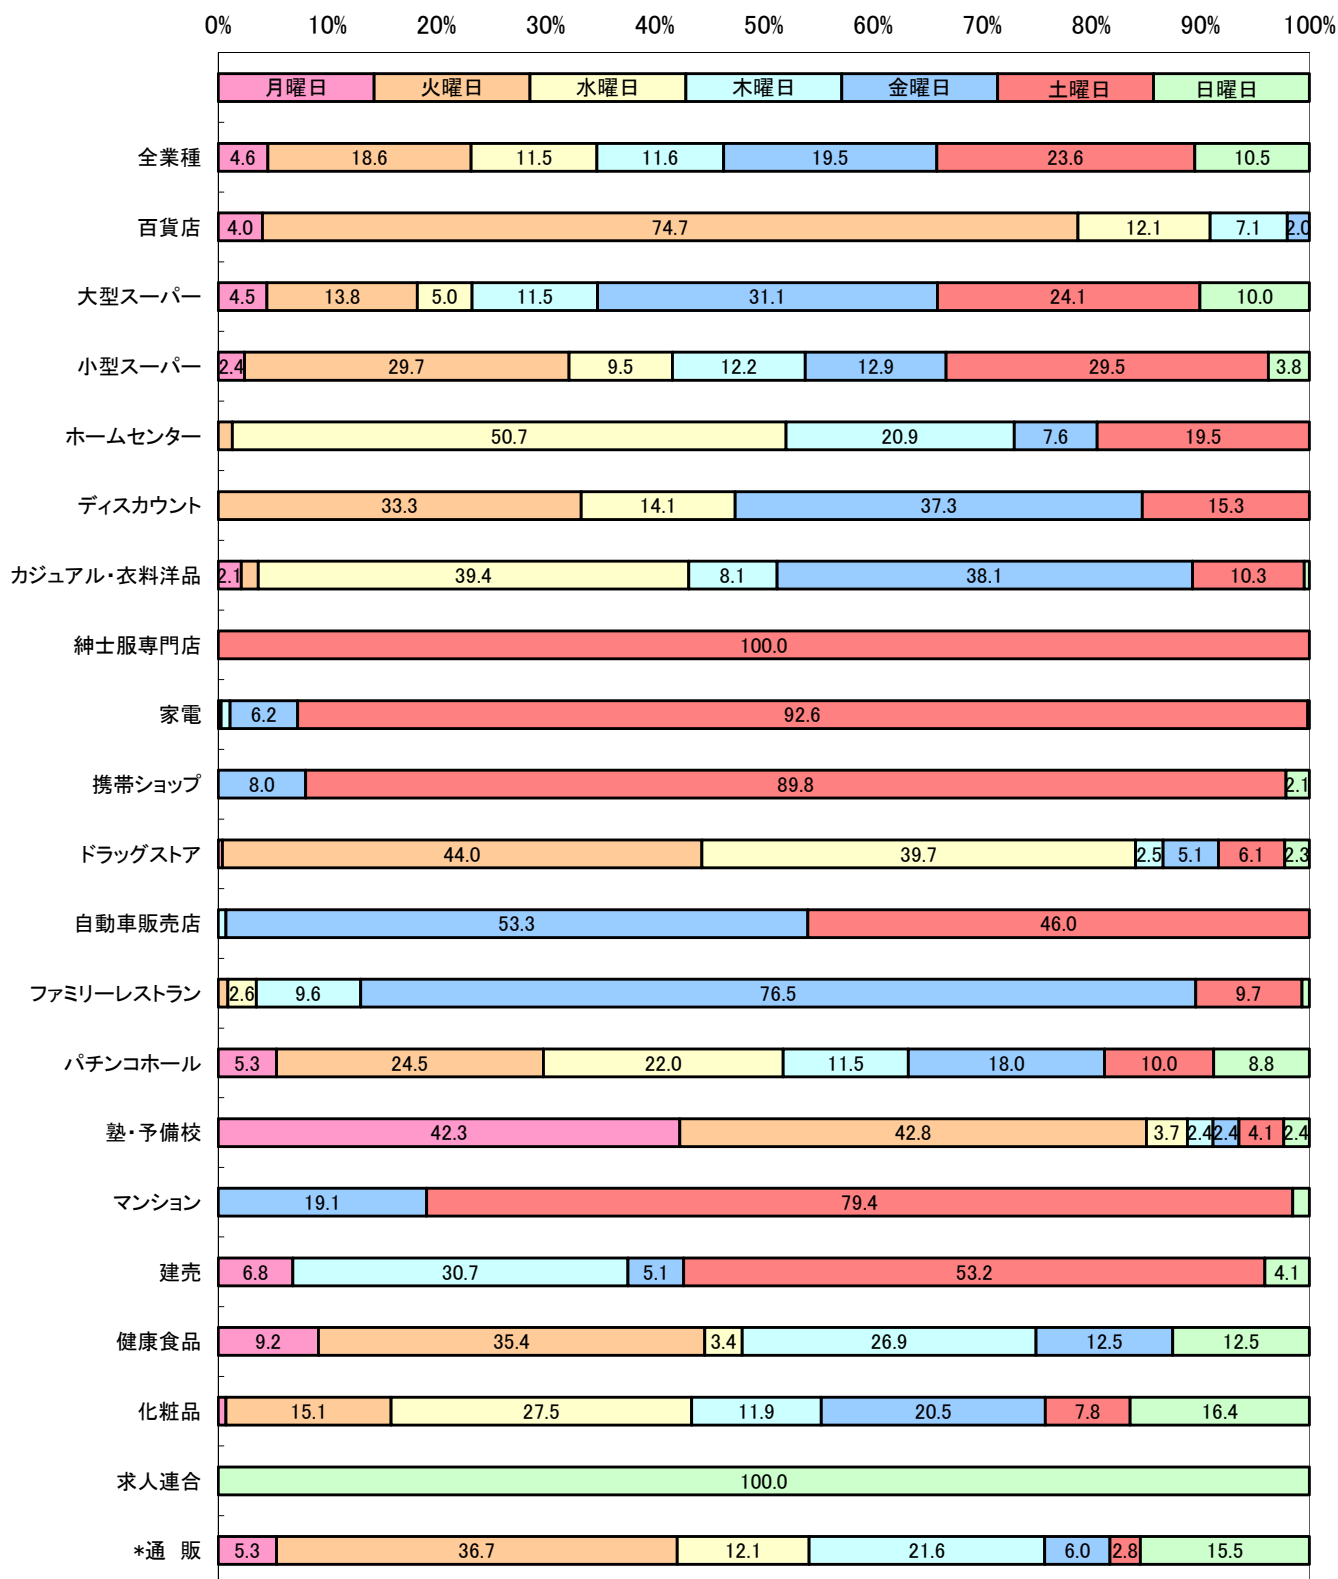 0% 10% 20% 30% 40% 50% 60% 70% 80% 90% 100%
月曜日 火曜日 水曜日 木曜日 金曜日 土曜日 日曜日
全業種 4.6 18.6 11.5 11.6 19.5 23.6 10.5
百貨店 4.0 74.7 12.1 7.1 2.0
大型スーパー 4.5 13.8 5.0 11.5 31.1 24.1 10.0
小型スーパー 2.4 29.7 9.5 12.2 12.9 29.5 3.8
ホームセンター 50.7 20.9 7.6 19.5
ディスカウント 33.3 14.1 37.3 15.3
カジュアル・衣料洋品 2.1 39.4 8.1 38.1 10.3
紳士服専門店 100.0
家電 6.2 92.6
携帯ショップ 8.0 89.8 2.1
ドラッグストア 44.0 39.7 2.5 5.1 6.1 2.3
自動車販売店 53.3 46.0
ファミリーレストラン 2.6 9.6 76.5 9.7
パチンコホール 5.3 24.5 22.0 11.5 18.0 10.0 8.8
塾・予備校 42.3 42.8 3.7 2.4 2.4 4.1 2.4
マンション 19.1 79.4
建売 6.8 30.7 5.1 53.2 4.1
健康食品 9.2 35.4 3.4 26.9 12.5 12.5
化粧品 15.1 27.5 11.9 20.5 7.8 16.4
求人連合 100.0
*通　販 5.3 36.7 12.1 21.6 6.0 2.8 15.5